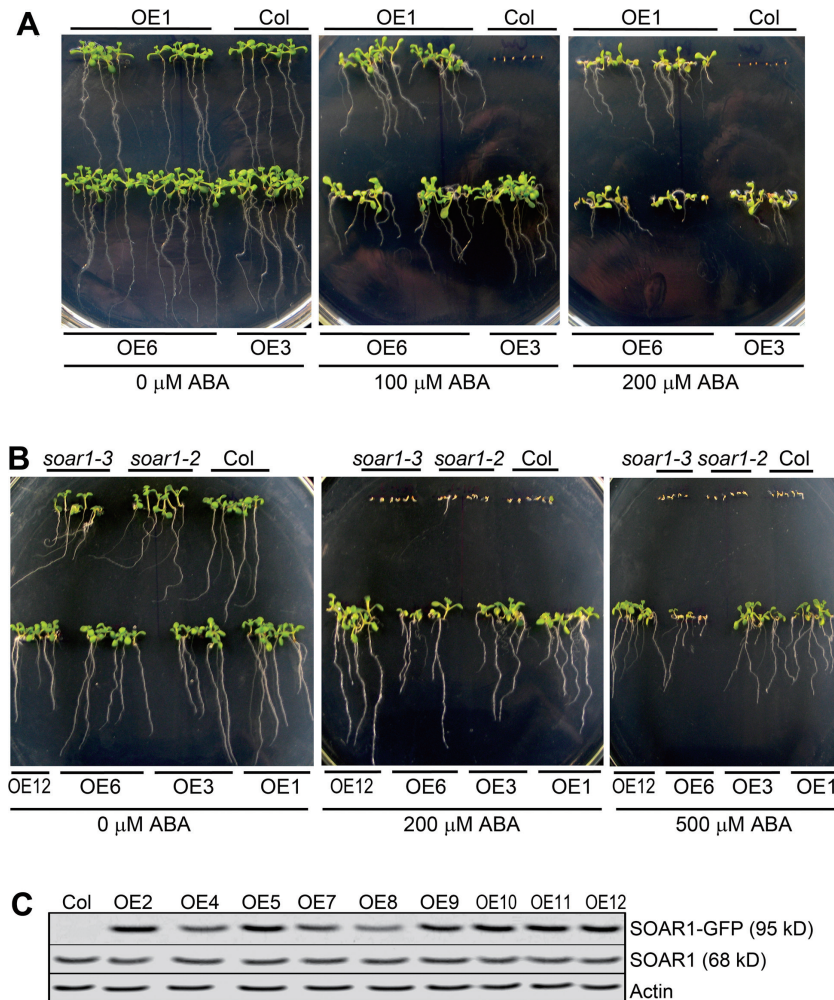 A
OE1 Col OE1 Col OE1 Col
OE6 OE3 OE6 OE3 OE6 OE3
0 μM ABA 100 μM ABA 200 μM ABA
B
soar1-3 soar1-2 Col soar1-3 soar1-2 Col soar1-3 soar1-2 Col
OE12 OE6 OE3 OE1 OE12 OE6 OE3 OE1 OE12 OE6 OE3 OE1
0 μM ABA 200 μM ABA 500 μM ABA
C
Col OE2 OE4 OE5 OE7 OE8 OE9 OE10 OE11 OE12
SOAR1-GFP (95 kD)
SOAR1 (68 kD)
Actin